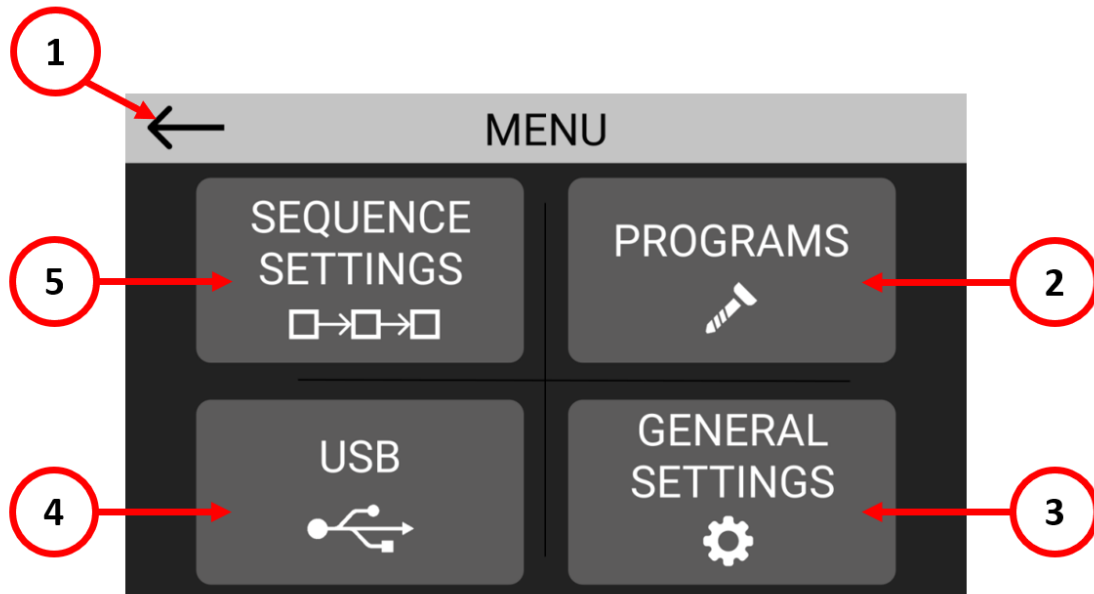 1
MENU
SEQUENCE
SETTINGS
PROGRAMS
5
2
USB
GENERAL
SETTINGS
4
3